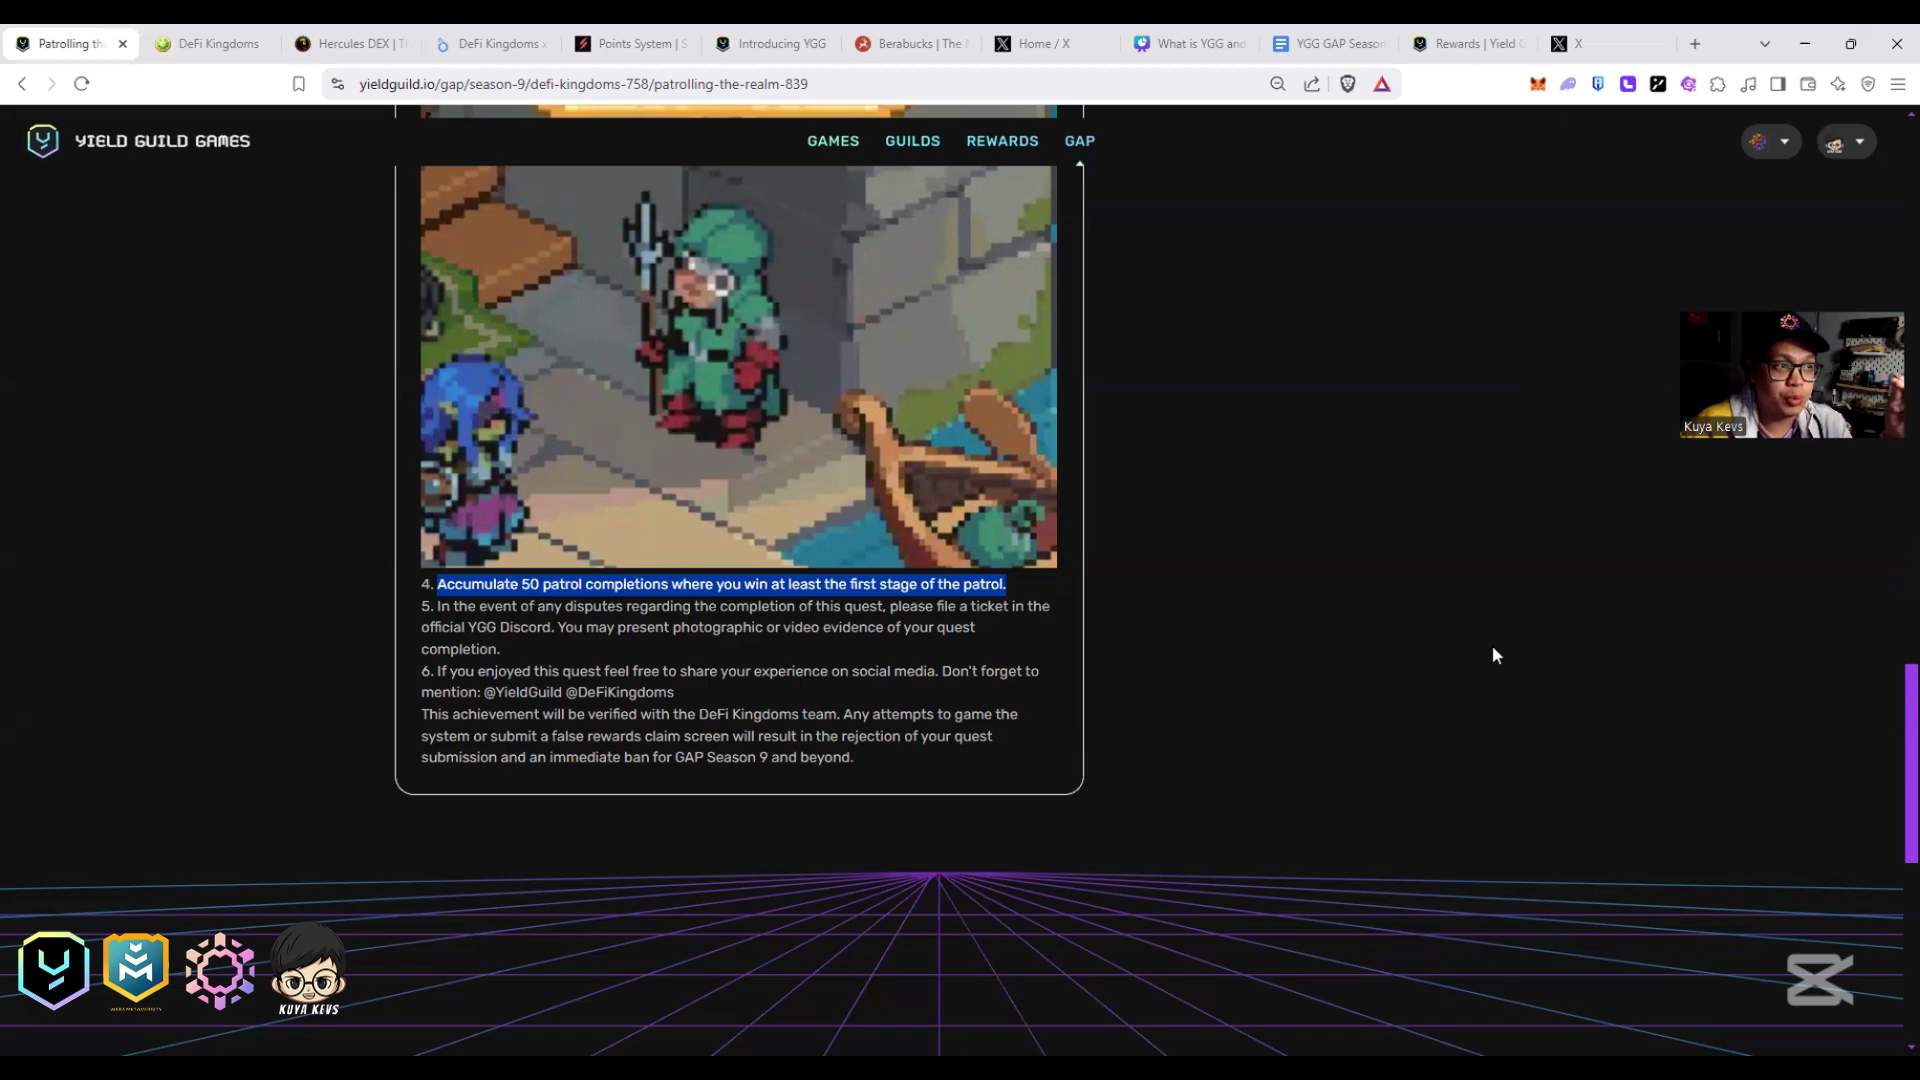 Patrolling th
DeFi Kingdoms
Hercules DEX | T
DeFi Kingdoms x
Points System | S
Introducing YGG
Berabucks | The
Home / X
What is YGG and
YGG GAP Season
Rewards | Yield G
X
yieldguild.io/gap/season-9/defi-kingdoms-758/patrolling-the-realm-839
YIELD GUILD GAMES
GAMES
GUILDS
REWARDS
GAP
Kuya Kevs
4. Accumulate 50 patrol completions where you win at least the first stage of the patrol.
5. In the event of any disputes regarding the completion of this quest, please file a ticket in the
official YGG Discord. You may present photographic or video evidence of your quest
completion.
6. If you enjoyed this quest feel free to share your experience on social media. Don't forget to
mention: @YieldGuild @DeFiKingdoms
This achievement will be verified with the DeFi Kingdoms team. Any attempts to game the
system or submit a false rewards claim screen will result in the rejection of your quest
submission and an immediate ban for GAP Season 9 and beyond.
KUYA KEVS